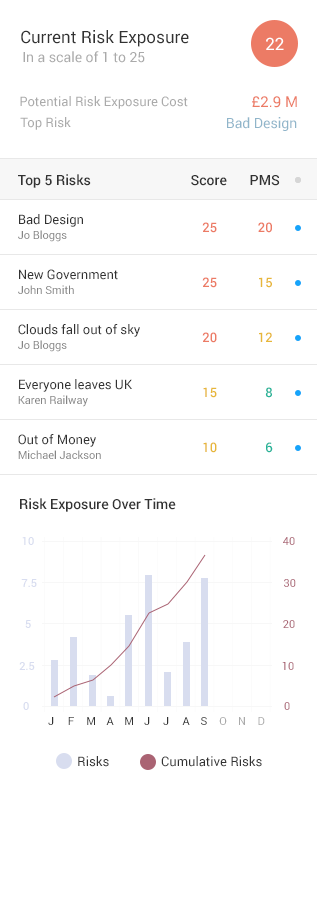 Current Risk Exposure
In a scale of 1 to 25
22
Potential Risk Exposure Cost £2.9 M
Top Risk Bad Design
Top 5 Risks Score PMS
Bad Design
Jo Bloggs
25 20
New Government
John Smith
25 15
Clouds fall out of sky
Jo Bloggs
20 12
Everyone leaves UK
Karen Railway
15 8
Out of Money
Michael Jackson
10 6
Risk Exposure Over Time
10 40
7.5 30
5 20
2.5 10
0 0
J F M A M J J A S O N D
Risks Cumulative Risks